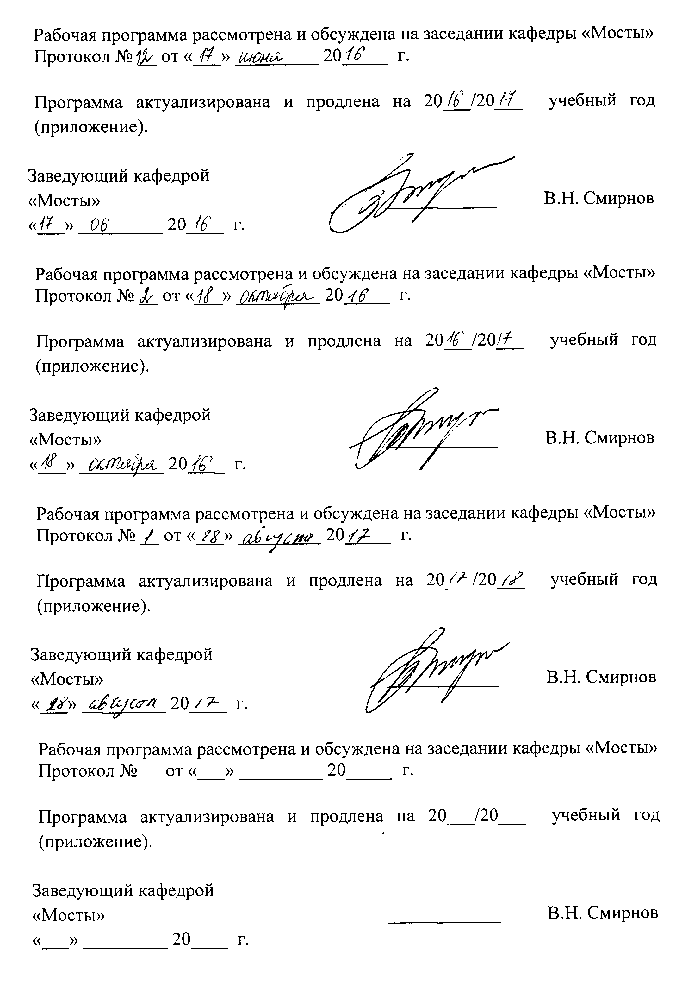 Рабочая программа рассмотрена и обсуждена на заседании кафедры «Мосты»
Протокол № 12 от « 17 » июня 2016 г.
Программа актуализирована и продлена на 2016/2017 учебный год
(приложение).
Заведующий кафедрой
«Мосты» В.Н. Смирнов
«17» 06 2016 г.
Рабочая программа рассмотрена и обсуждена на заседании кафедры «Мосты»
Протокол № 2 от «18» октября 2016 г.
Программа актуализирована и продлена на 2016/2017 учебный год
(приложение).
Заведующий кафедрой
«Мосты» В.Н. Смирнов
«18» октября 2016 г.
Рабочая программа рассмотрена и обсуждена на заседании кафедры «Мосты»
Протокол № 1 от «28» августа 2017 г.
Программа актуализирована и продлена на 2017/2018 учебный год
(приложение).
Заведующий кафедрой
«Мосты» В.Н. Смирнов
«28» августа 2017 г.
Рабочая программа рассмотрена и обсуждена на заседании кафедры «Мосты»
Протокол № __ от «___» _________ 20_____ г.
Программа актуализирована и продлена на 20___/20___ учебный год
(приложение).
Заведующий кафедрой
«Мосты» ____________ В.Н. Смирнов
«___» _________ 20____ г.